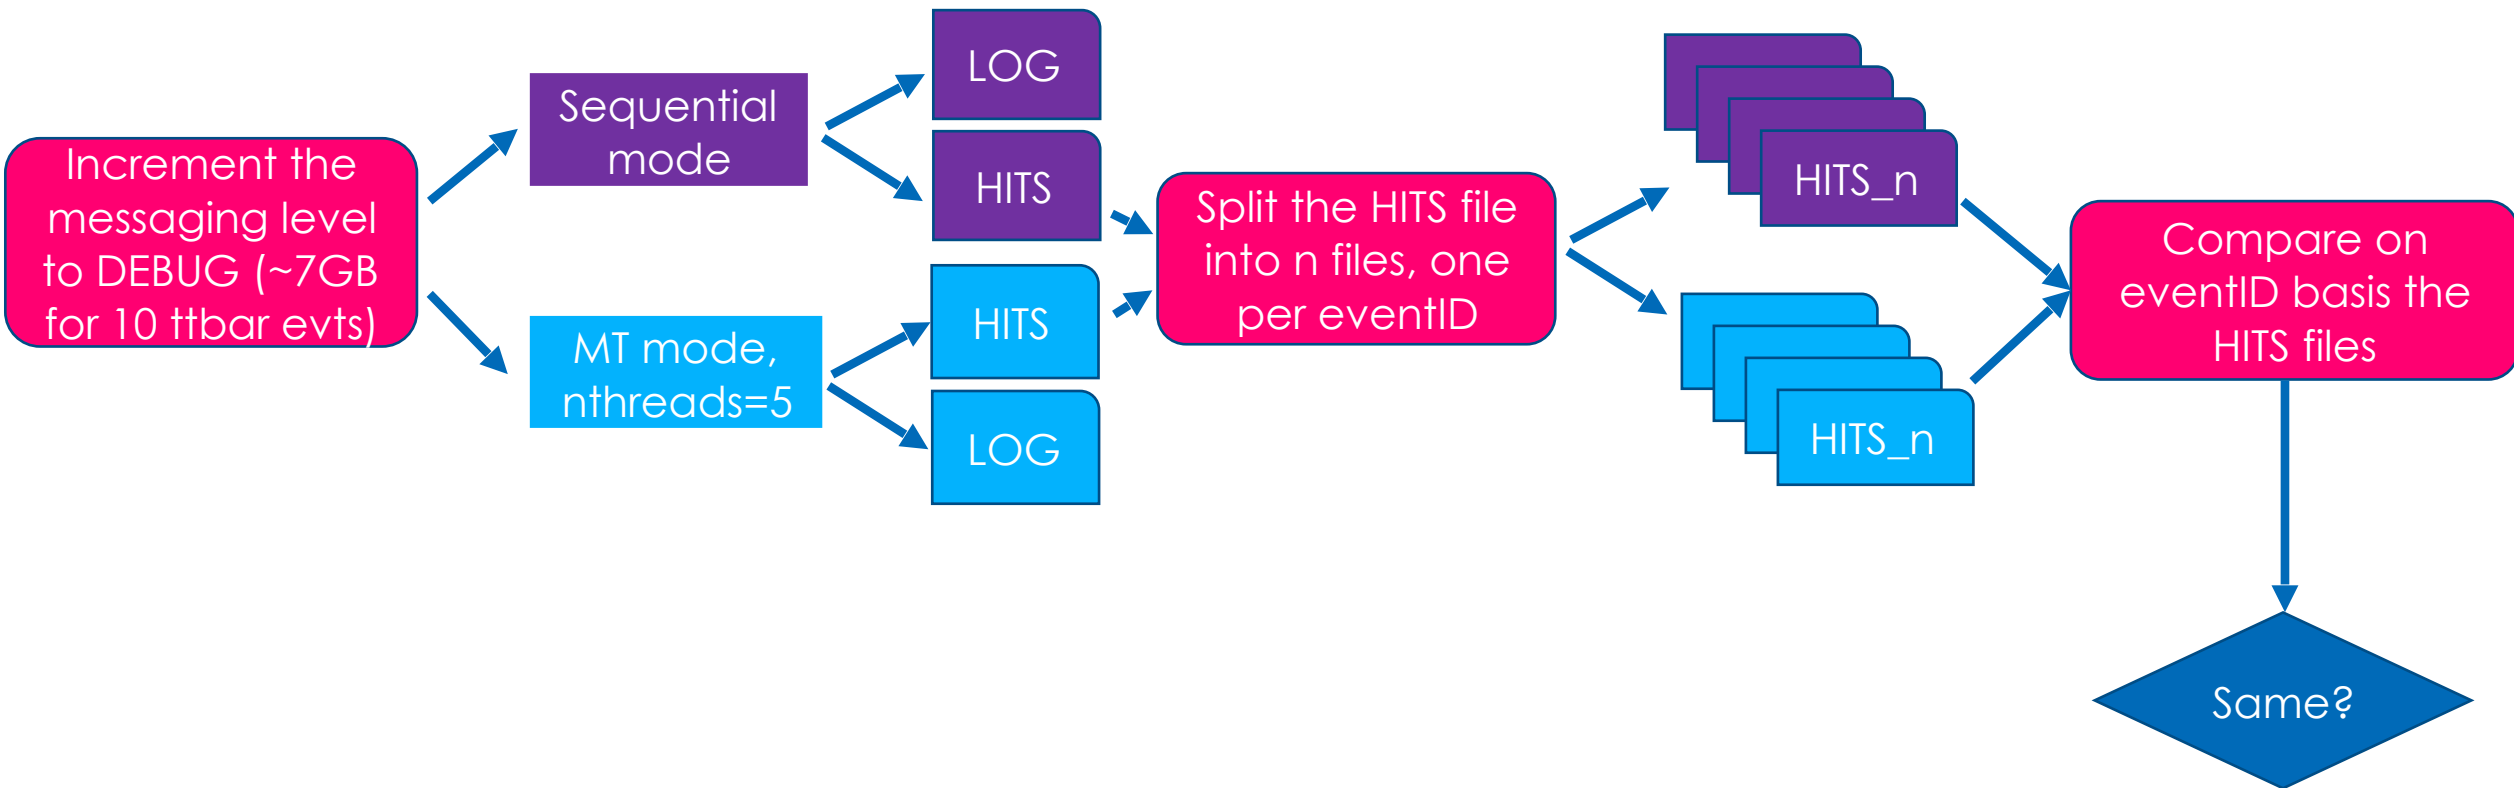 Increment the
messaging level
to DEBUG (~7GB
for 10 ttbar evts)
Sequential
mode
MT mode,
nthreads=5
LOG
HITS
HITS
LOG
Split the HITS file
into n files, one
per eventID
HITS_n
HITS_n
Compare on
eventID basis the
HITS files
Same?